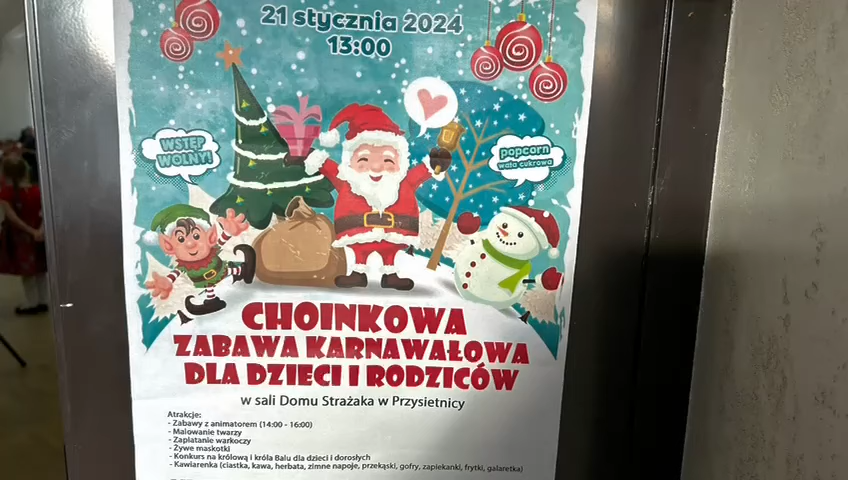 21 stycznia 2024
13:00
WSTĘP
WOLNY!
popcorn
wata cukrowa
CHOINKOWA
ZABAWA KARNAWAŁOWA
DLA DZIECI I RODZICÓW
w sali Domu Strażaka w Przysietnicy
Atrakcje:
- Zabawy z animatorem (14:00 - 16:00)
- Malowanie twarzy
- Zaplatanie warkoczy
- Żywe maskotki
- Konkurs na królową i króla Balu dla dzieci i dorosłych
- Kawiarenka (ciastka, kawa, herbata, zimne napoje, przekąski, gofry, zapiekanki, frytki, galaretka)